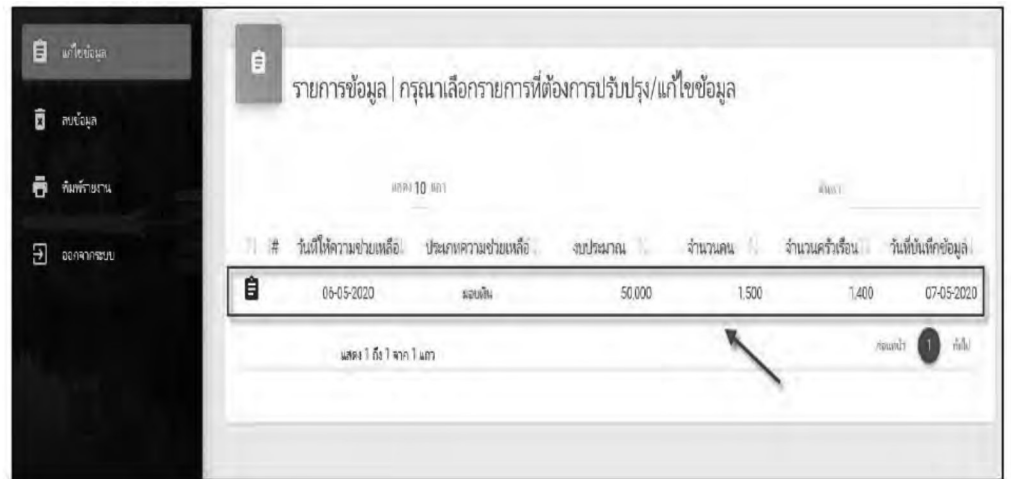 แก้ไขข้อมูล
ลบข้อมูล
พิมพ์รายงาน
ออกจากระบบ
รายการข้อมูล | กรุณาเลือกรายการที่ต้องการปรับปรุง/แก้ไขข้อมูล
แสดง 10 แถว
ค้นหา
# วันที่ให้ความช่วยเหลือ ประเภทความช่วยเหลือ งบประมาณ จำนวนคน จำนวนครัวเรือน วันที่บันทึกข้อมูล
06-05-2020 มอบเงิน 50,000 1,500 1,400 07-05-2020
แสดง 1 ถึง 1 จาก 1 แถว
ก่อนหน้า 1 ถัดไป